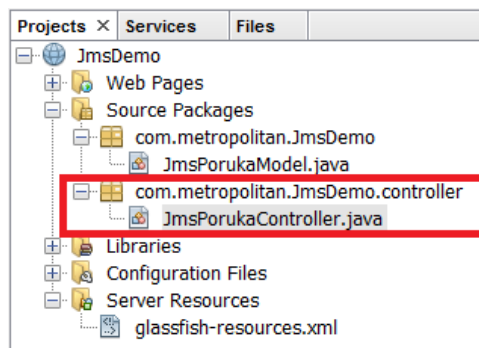 Projects × Services Files
JmsDemo
Web Pages
Source Packages
com.metropolitan.JmsDemo
JmsPorukaModel.java
com.metropolitan.JmsDemo.controller
JmsPorukaController.java
Libraries
Configuration Files
Server Resources
glassfish-resources.xml